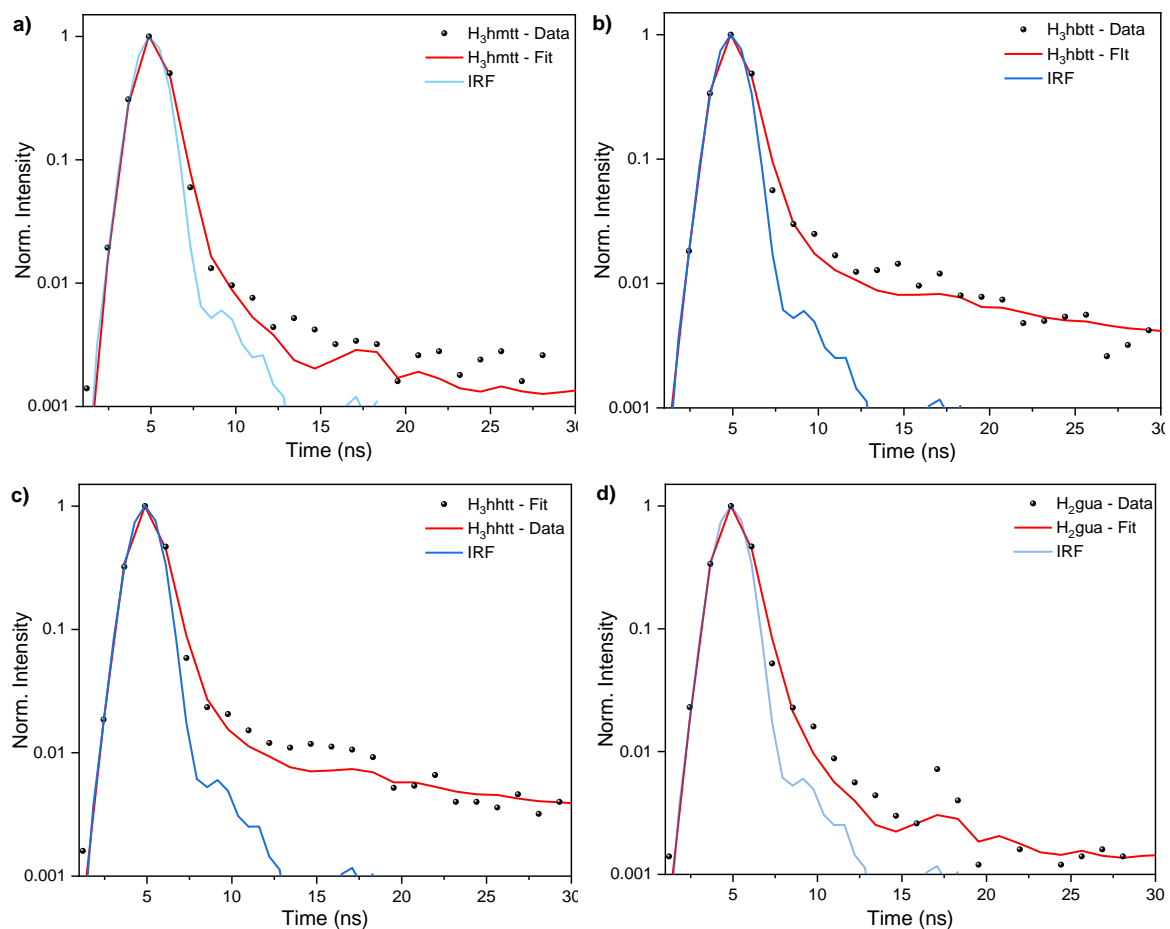 a)
H₃hmtt - Data
H₃hmtt - Fit
IRF
1
0.1
0.01
0.001
Norm. Intensity
5 10 15 20 25 30
Time (ns)
b)
H₃hbtt - Data
H₃hbtt - FIt
IRF
1
0.1
0.01
0.001
Norm. Intensity
5 10 15 20 25 30
Time (ns)
c)
H₃hhtt - Fit
H₃hhtt - Data
IRF
1
0.1
0.01
0.001
Norm. Intensity
5 10 15 20 25 30
Time (ns)
d)
H₂gua - Data
H₂gua - Fit
IRF
1
0.1
0.01
0.001
Norm. Intensity
5 10 15 20 25 30
Time (ns)